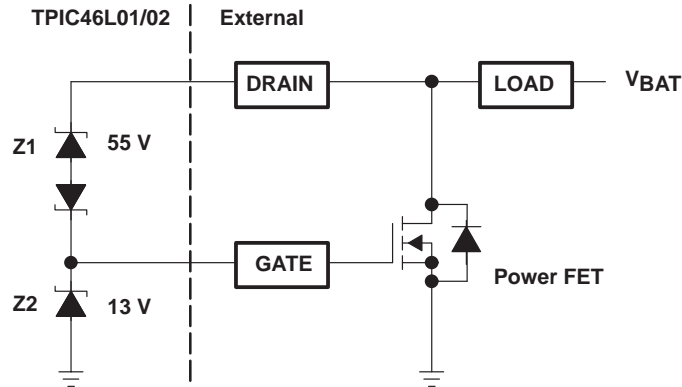 TPIC46L01/02
External
DRAIN
LOAD
VBAT
Z1
55 V
GATE
Power FET
Z2
13 V